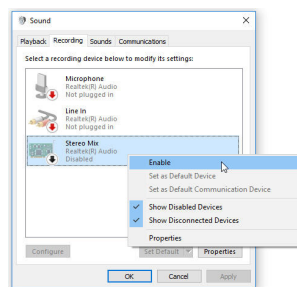 Sound
Playback Recording Sounds Communications
Select a recording device below to modify its settings:
Microphone
Realtek(R) Audio
Not plugged in
Line In
Realtek(R) Audio
Not plugged in
Stereo Mix
Realtek(R) Audio
Disabled
Enable
Set as Default Device
Set as Default Communication Device
Show Disabled Devices
Show Disconnected Devices
Properties
Configure Set Default Properties
OK Cancel Apply